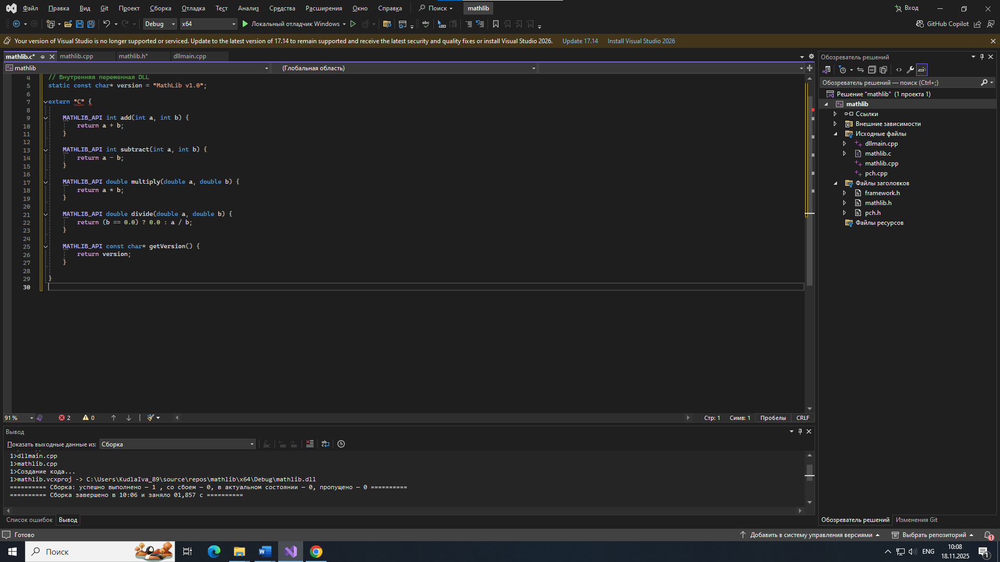 Файл Правка Вид Git Проект Сборка Отладка Тест Анализ Средства Расширения Окно Справка Поиск mathlib Вход
Debug x64 Локальный отладчик Windows GitHub Copilot
Your version of Visual Studio is no longer supported or serviced. Update to the latest version of 17.14 to remain supported and receive the latest security and quality fixes or install Visual Studio 2026. Update 17.14 Install Visual Studio 2026
mathlib.c* mathlib.cpp mathlib.h* dllmain.cpp
mathlib (Глобальная область)
4 // Внутренняя переменная DLL
5 static const char* version = "MathLib v1.0";
6
7 extern "C" {
8
9 MATHLIB_API int add(int a, int b) {
10 return a + b;
11 }
12
13 MATHLIB_API int subtract(int a, int b) {
14 return a - b;
15 }
16
17 MATHLIB_API double multiply(double a, double b) {
18 return a * b;
19 }
20
21 MATHLIB_API double divide(double a, double b) {
22 return (b == 0.0) ? 0.0 : a / b;
23 }
24
25 MATHLIB_API const char* getVersion() {
26 return version;
27 }
28
29 }
30
91 % 2 0 Стр: 1 Симв: 1 Пробелы CRLF
Вывод
Показать выходные данные из: Сборка
1>dllmain.cpp
1>mathlib.cpp
1>Создание кода...
1>mathlib.vcxproj -> C:\Users\KudlaIva_89\source\repos\mathlib\x64\Debug\mathlib.dll
========== Сборка: успешно выполнено — 1 , со сбоем — 0, в актуальном состоянии — 0, пропущено — 0 ==========
========== Сборка завершено в 10:06 и заняло 01,857 с ==========
Список ошибок Вывод
Обозреватель решений
Обозреватель решений — поиск (Ctrl+;)
Решение "mathlib" (1 проекта 1)
mathlib
Ссылки
Внешние зависимости
Исходные файлы
dllmain.cpp
mathlib.c
mathlib.cpp
pch.cpp
Файлы заголовков
framework.h
mathlib.h
pch.h
Файлы ресурсов
Обозреватель решений Изменения Git
Готово Добавить в систему управления версиями Выбрать репозиторий 1
Поиск ENG 10:08
18.11.2025 1